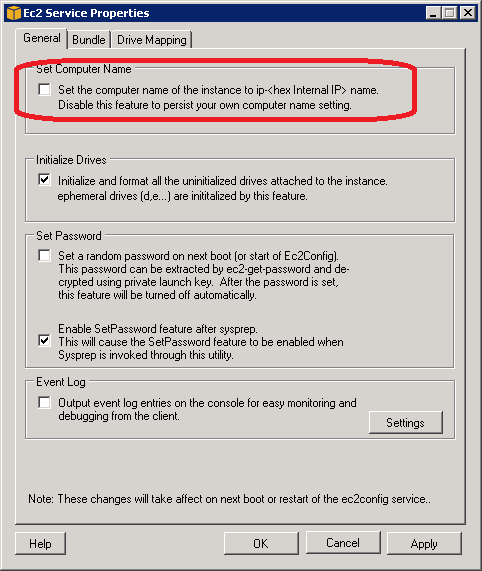 Ec2 Service Properties
General Bundle Drive Mapping
Set Computer Name
Set the computer name of the instance to ip-<hex Internal IP> name.
Disable this feature to persist your own computer name setting.
Initialize Drives
Initialize and format all the uninitialized drives attached to the instance.
ephemeral drives (d,e...) are initialized by this feature.
Set Password
Set a random password on next boot (or start of Ec2Config).
This password can be extracted by ec2-get-password and de-
crypted using private launch key. After the password is set,
this feature will be turned off automatically.
Enable SetPassword feature after sysprep.
This will cause the SetPassword feature to be enabled when
Sysprep is invoked through this utility.
Event Log
Output event log entries on the console for easy monitoring and
debugging from the client.
Settings
Note: These changes will take affect on next boot or restart of the ec2config service..
Help OK Cancel Apply